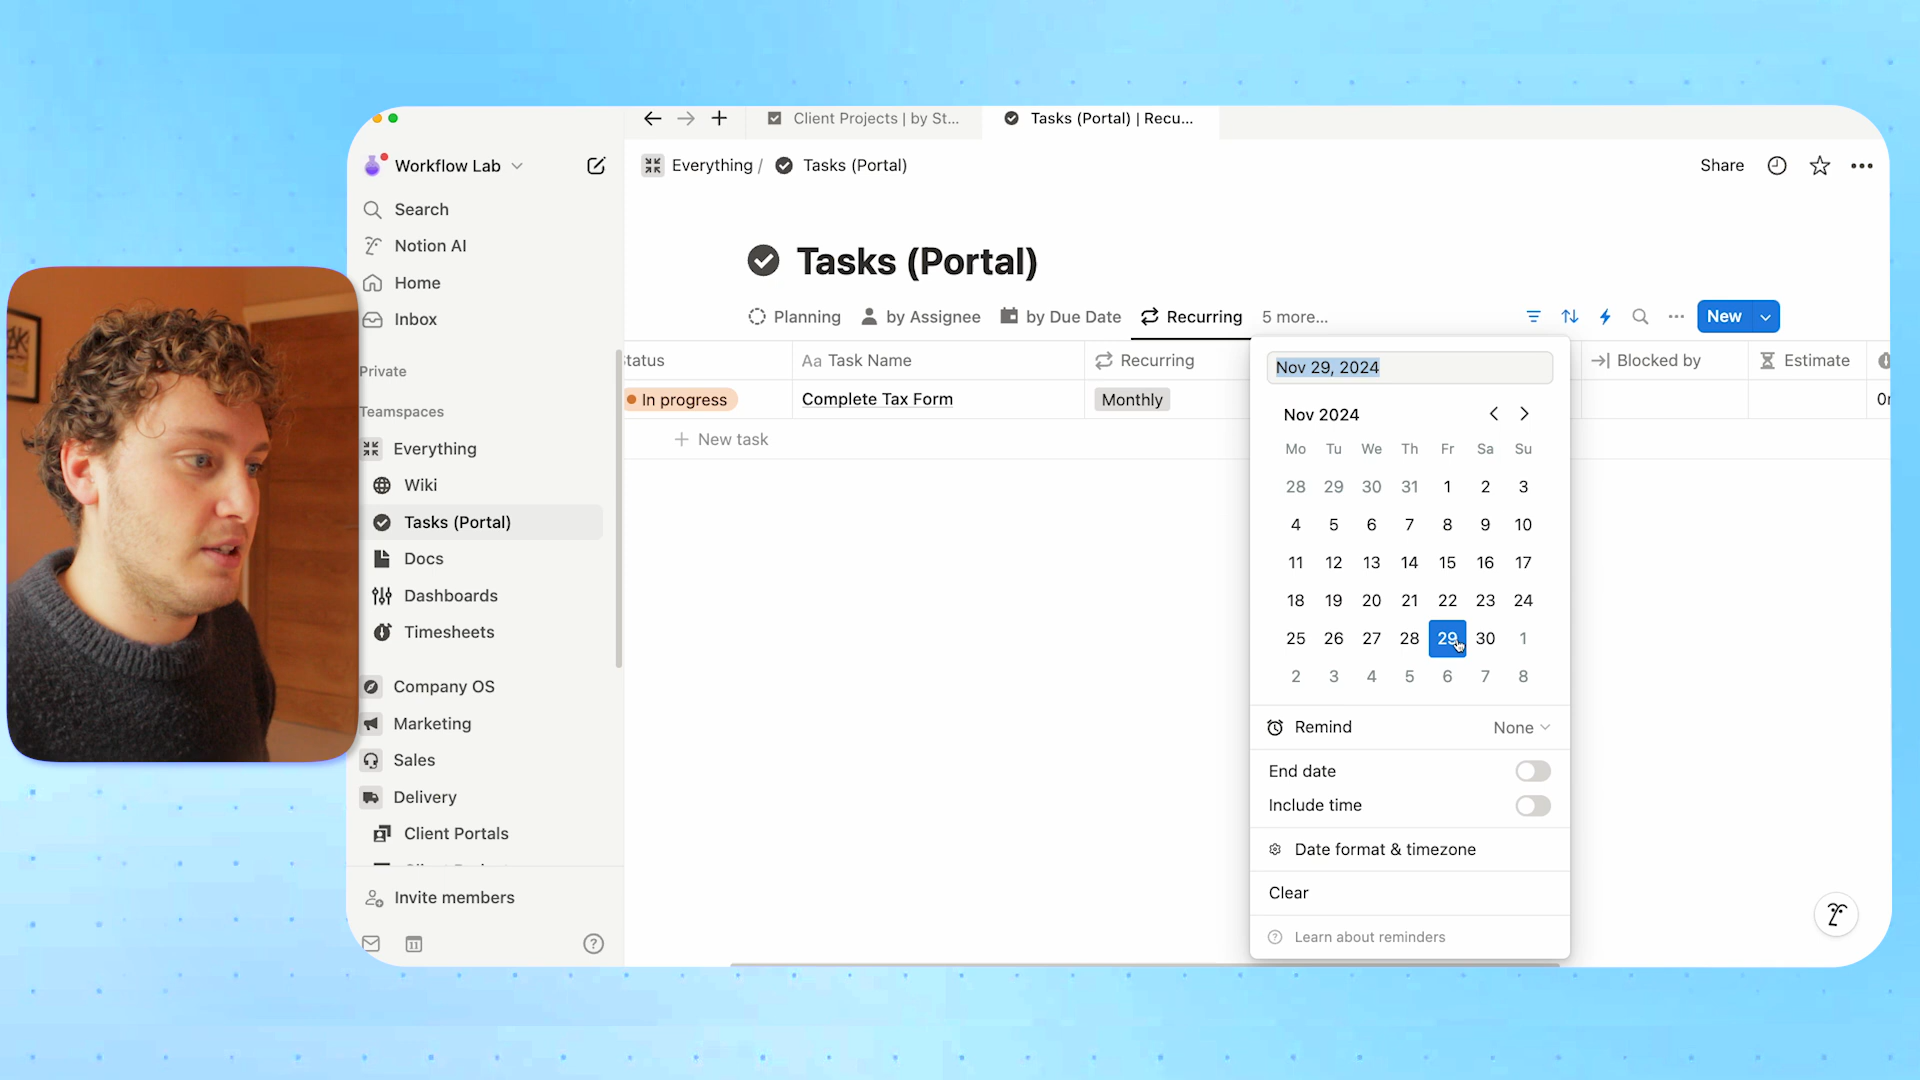 Client Projects | by St...
Tasks (Portal) | Recu...
Workflow Lab
Everything / Tasks (Portal)
Share
Search
Notion AI
Home
Inbox
Private
Teamspaces
Everything
Wiki
Tasks (Portal)
Docs
Dashboards
Timesheets
Company OS
Marketing
Sales
Delivery
Client Portals
Invite members
11
Tasks (Portal)
Planning
by Assignee
by Due Date
Recurring
5 more...
New
Aa Task Name
Recurring
Blocked by
Estimate
In progress
Complete Tax Form
Monthly
New task
Nov 29, 2024
Nov 2024
Mo Tu We Th Fr Sa Su
28 29 30 31 1 2 3
4 5 6 7 8 9 10
11 12 13 14 15 16 17
18 19 20 21 22 23 24
25 26 27 28 29 30 1
2 3 4 5 6 7 8
Remind None
End date
Include time
Date format & timezone
Clear
Learn about reminders